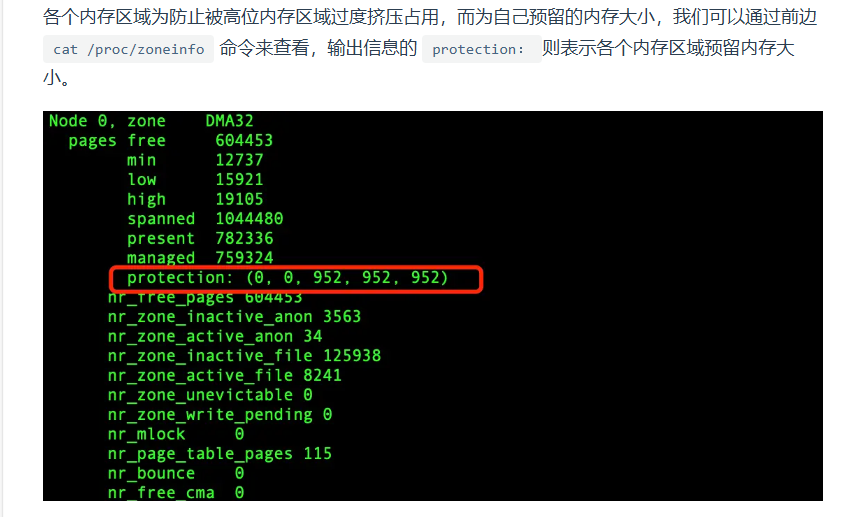 各个内存区域为防止被高位内存区域过度挤压占用，而为自己预留的内存大小，我们可以通过前边
cat /proc/zoneinfo 命令来查看，输出信息的 protection: 则表示各个内存区域预留内存大
小。
Node 0, zone    DMA32
pages free     604453
min      12737
low      15921
high     19105
spanned  1044480
present  782336
managed  759324
protection: (0, 0, 952, 952, 952)
nr_free_pages 604453
nr_zone_inactive_anon 3563
nr_zone_active_anon 34
nr_zone_inactive_file 125938
nr_zone_active_file 8241
nr_zone_unevictable 0
nr_zone_write_pending 0
nr_mlock     0
nr_page_table_pages 115
nr_bounce    0
nr_free_cma  0